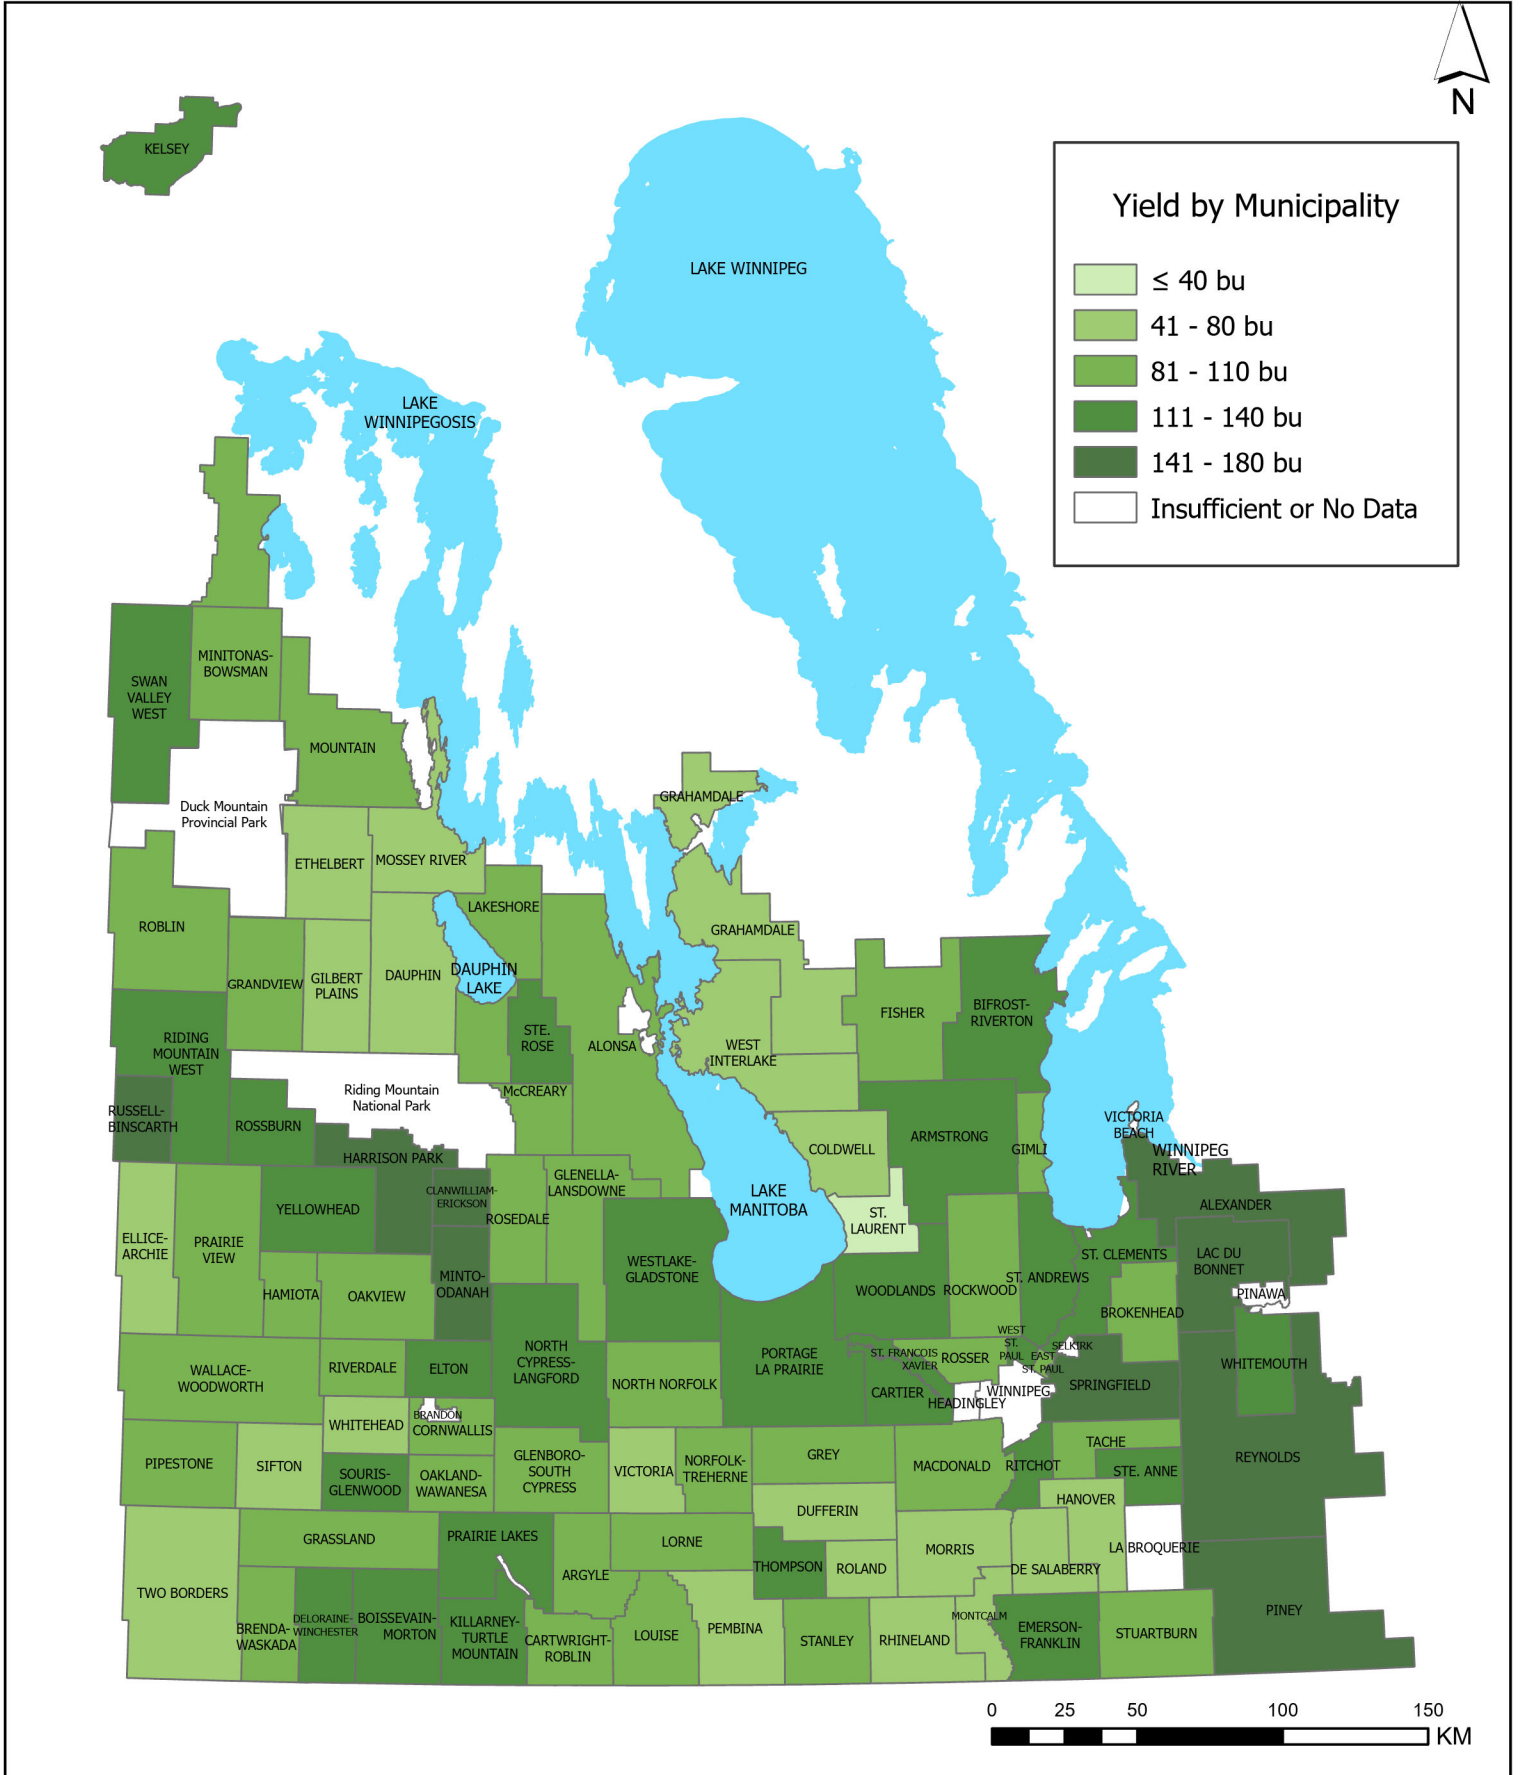 N
KELSEY
Yield by Municipality
≤ 40 bu
41 - 80 bu
81 - 110 bu
111 - 140 bu
141 - 180 bu
Insufficient or No Data
LAKE WINNIPEG
LAKE
WINNIPEGOSIS
MINITONAS-
BOWSMAN
SWAN
VALLEY
WEST
MOUNTAIN
Duck Mountain
Provincial Park
GRAHAMDALE
ETHELBERT
MOSSEY RIVER
LAKESHORE
ROBLIN
GRAHAMDALE
GRANDVIEW
GILBERT
PLAINS
DAUPHIN
DAUPHIN
LAKE
FISHER
BIFROST-
RIVERTON
STE.
ROSE
ALONSA
WEST
INTERLAKE
RIDING
MOUNTAIN
WEST
Riding Mountain
National Park
McCREARY
RUSSELL-
BINSCARTH
ROSSBURN
HARRISON PARK
COLDWELL
ARMSTRONG
GIMLI
VICTORIA
BEACH
WINNIPEG
RIVER
CLANWILLIAM-
ERICKSON
GLENELLA-
LANSDOWNE
LAKE
MANITOBA
ST.
LAURENT
ALEXANDER
YELLOWHEAD
ROSEDALE
ELLICE-
ARCHIE
PRAIRIE
VIEW
WESTLAKE-
GLADSTONE
ST. CLEMENTS
LAC DU
BONNET
HAMIOTA
OAKVIEW
MINTO-
ODANAH
WOODLANDS
ROCKWOOD
ST. ANDREWS
PINAWA
BROKENHEAD
WALLACE-
WOODWORTH
RIVERDALE
ELTON
NORTH
CYPRESS-
LANGFORD
PORTAGE
LA PRAIRIE
ST. FRANCOIS
XAVIER
ROSSER
WEST
ST.
PAUL
EAST
ST. PAUL
SELKIRK
WHITEMOUTH
NORTH NORFOLK
CARTIER
HEADINGLEY
WINNIPEG
SPRINGFIELD
WHITEHEAD
BRANDON
CORNWALLIS
PIPESTONE
SIFTON
SOURIS-
GLENWOOD
OAKLAND-
WAWANESA
GLENBORO-
SOUTH
CYPRESS
VICTORIA
NORFOLK-
TREHERNE
GREY
MACDONALD
RITCHOT
TACHE
STE. ANNE
REYNOLDS
DUFFERIN
HANOVER
GRASSLAND
PRAIRIE LAKES
LORNE
THOMPSON
ROLAND
MORRIS
DE SALABERRY
LA BROQUERIE
TWO BORDERS
ARGYLE
BRENDA-
WASKADA
DELORAINE-
WINCHESTER
BOISSEVAIN-
MORTON
KILLARNEY-
TURTLE
MOUNTAIN
CARTWRIGHT-
ROBLIN
LOUISE
PEMBINA
STANLEY
RHINELAND
MONTCALM
EMERSON-
FRANKLIN
STUARTBURN
PINEY
0 25 50 100 150
KM